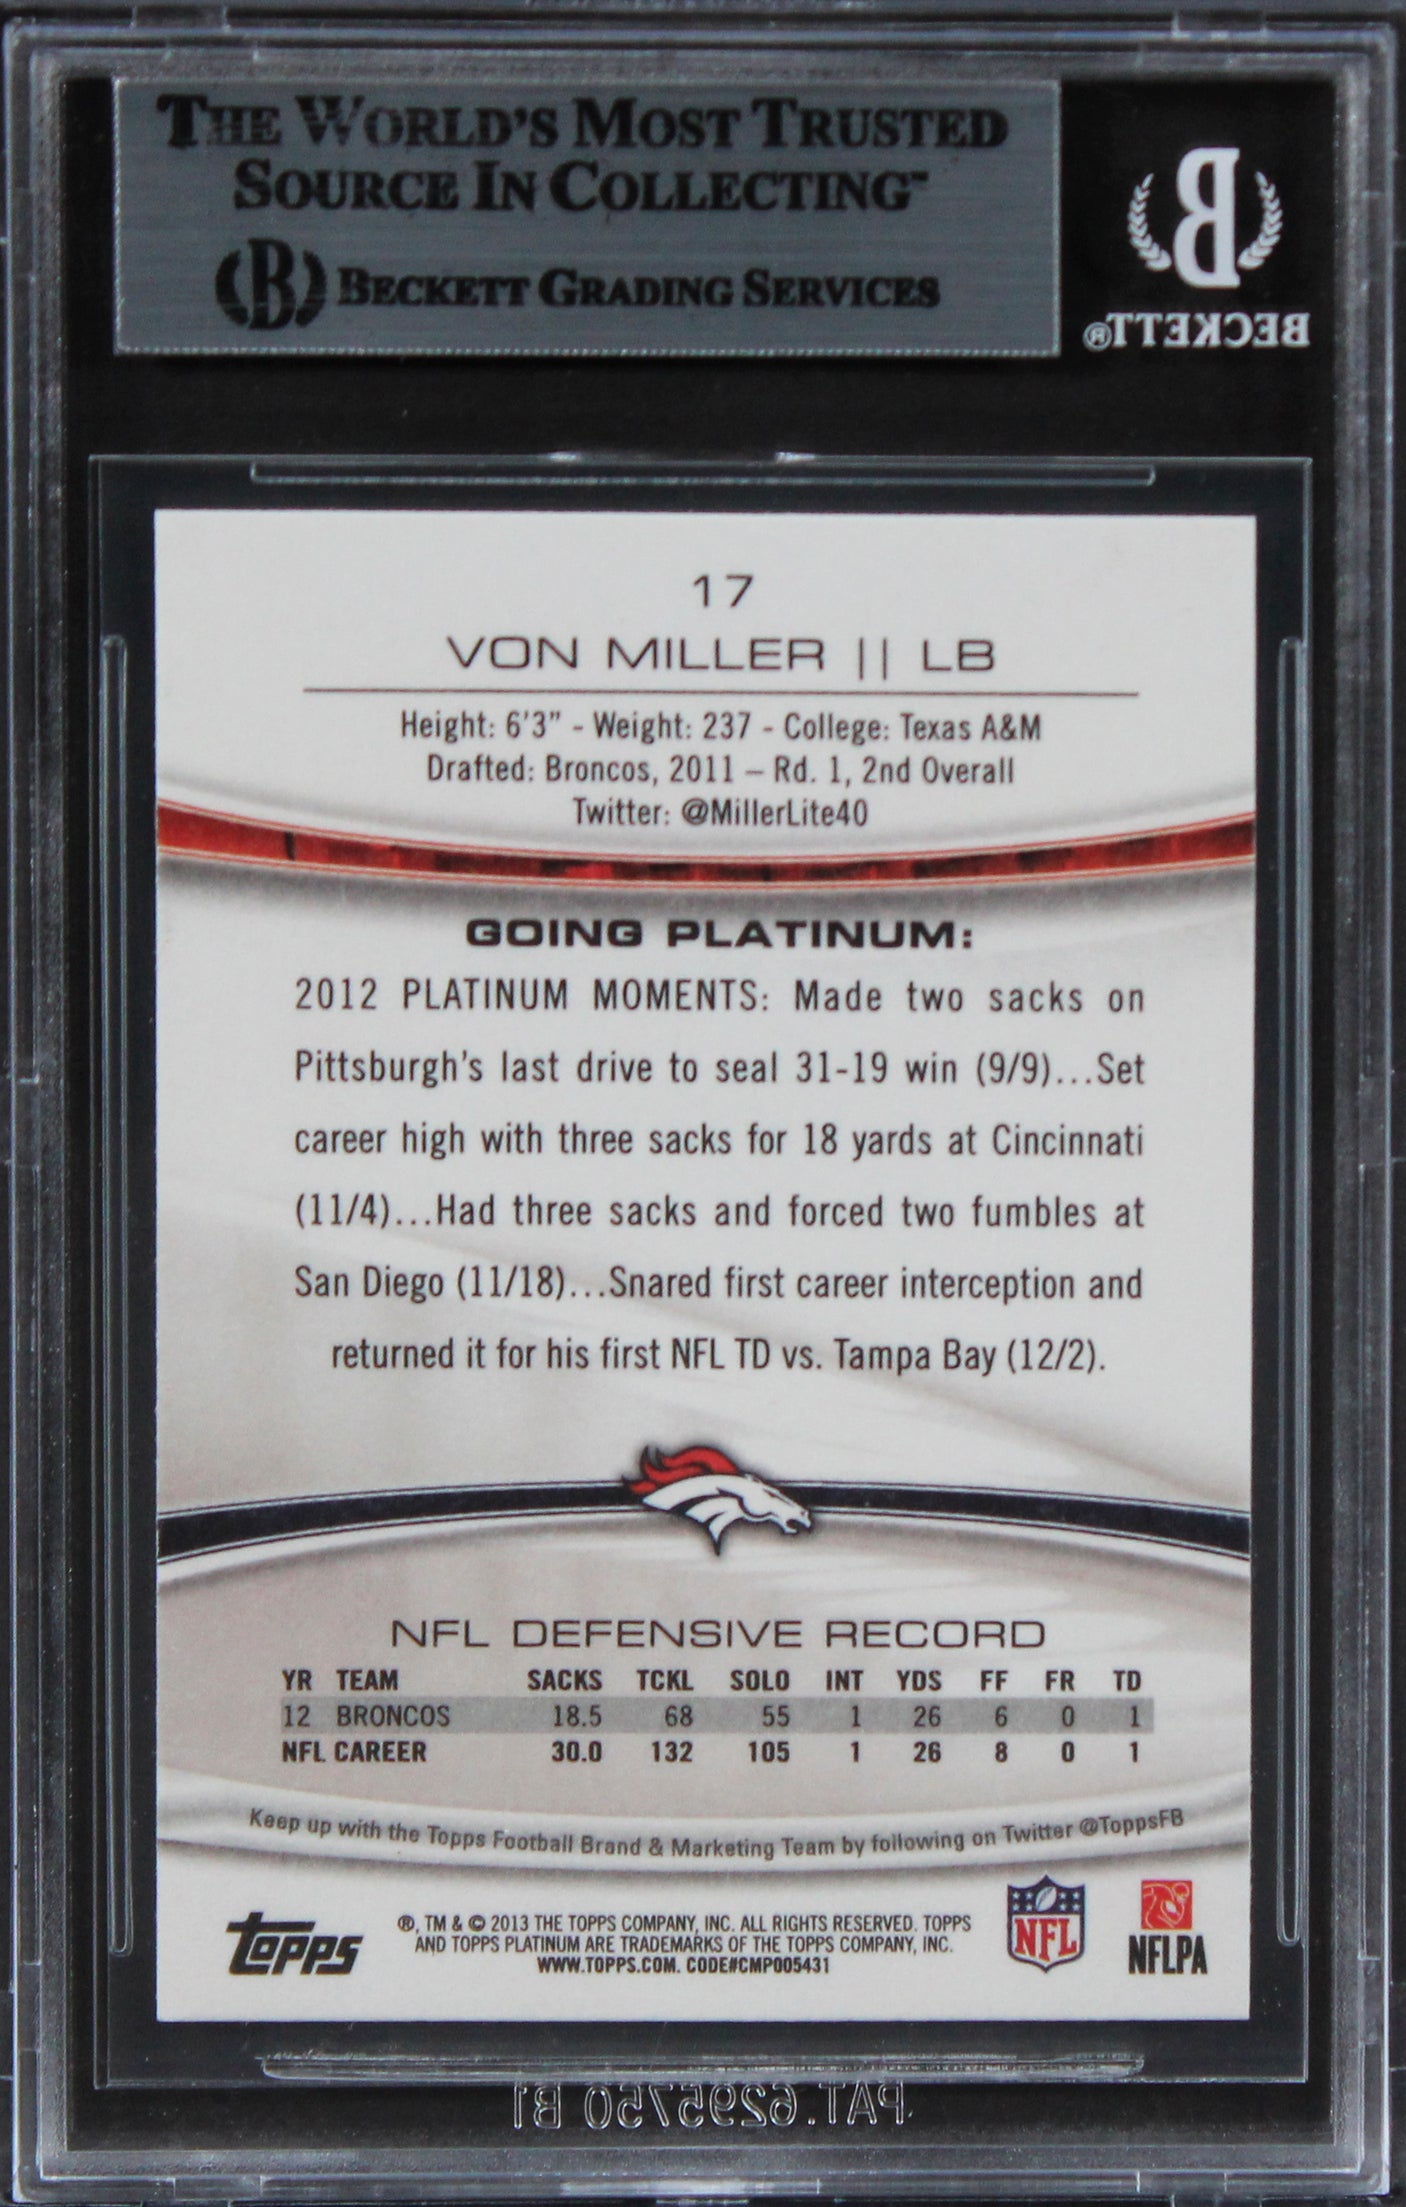 THE WORLD'S MOST TRUSTED
SOURCE IN COLLECTING™
B BECKETT GRADING SERVICES
B
BECKETT®
17
VON MILLER || LB
Height: 6'3" - Weight: 237 - College: Texas A&M
Drafted: Broncos, 2011 – Rd. 1, 2nd Overall
Twitter: @MillerLite40
GOING PLATINUM:
2012 PLATINUM MOMENTS: Made two sacks on
Pittsburgh's last drive to seal 31-19 win (9/9)...Set
career high with three sacks for 18 yards at Cincinnati
(11/4)...Had three sacks and forced two fumbles at
San Diego (11/18)...Snared first career interception and
returned it for his first NFL TD vs. Tampa Bay (12/2).
NFL DEFENSIVE RECORD
YR TEAM SACKS TCKL SOLO INT YDS FF FR TD
12 BRONCOS 18.5 68 55 1 26 6 0 1
NFL CAREER 30.0 132 105 1 26 8 0 1
Keep up with the Topps Football Brand & Marketing Team by following on Twitter @ToppsFB
Topps
®, TM & © 2013 THE TOPPS COMPANY, INC. ALL RIGHTS RESERVED. TOPPS
AND TOPPS PLATINUM ARE TRADEMARKS OF THE TOPPS COMPANY, INC.
WWW.TOPPS.COM. CODE#CMP005431
NFL
NFLPA
PAT. 6295750 B1